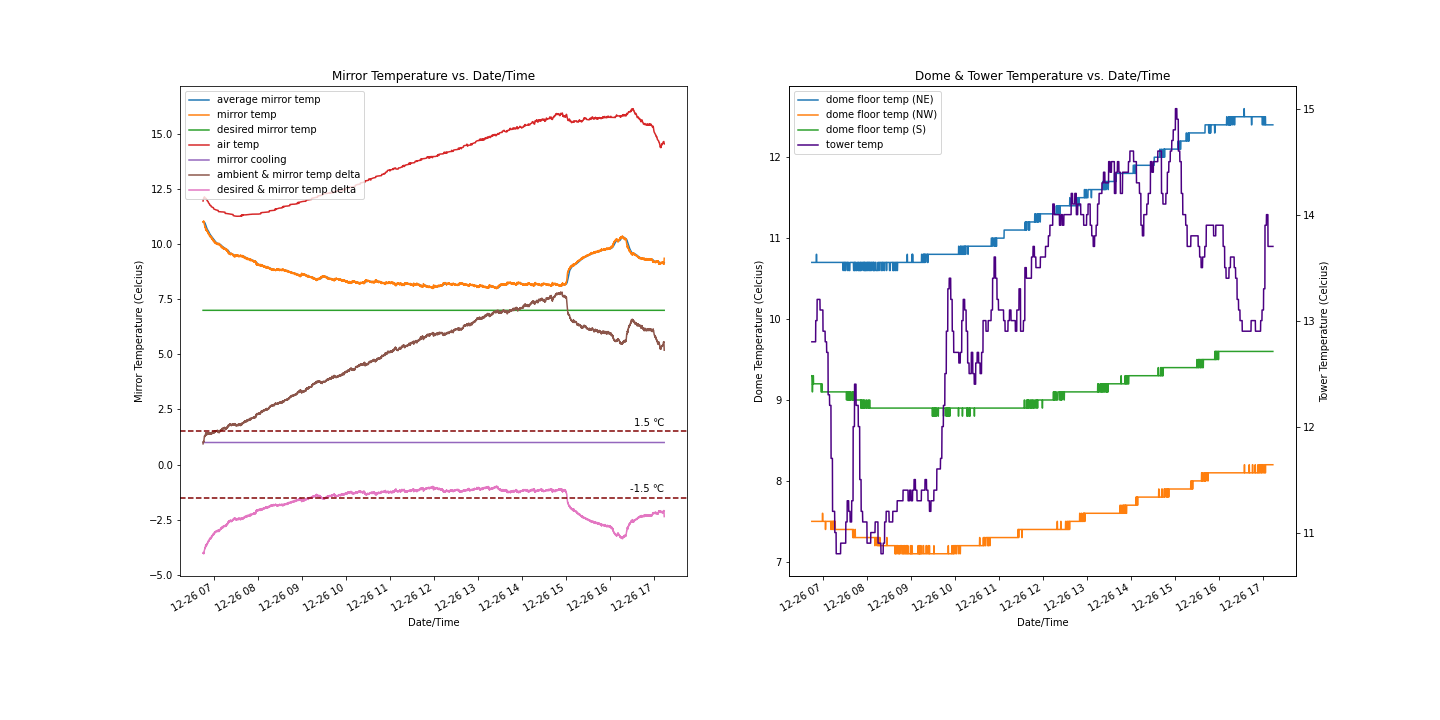 Mirror Temperature vs. Date/Time
average mirror temp
mirror temp
desired mirror temp
air temp
mirror cooling
ambient & mirror temp delta
desired & mirror temp delta
15.0
12.5
10.0
7.5
5.0
2.5
0.0
−2.5
−5.0
Mirror Temperature (Celcius)
1.5 °C
-1.5 °C
12-26 07
12-26 08
12-26 09
12-26 10
12-26 11
12-26 12
12-26 13
12-26 14
12-26 15
12-26 16
12-26 17
Date/Time
Dome & Tower Temperature vs. Date/Time
dome floor temp (NE)
dome floor temp (NW)
dome floor temp (S)
tower temp
12
11
10
9
8
7
Dome Temperature (Celcius)
15
14
13
12
11
Tower Temperature (Celcius)
12-26 07
12-26 08
12-26 09
12-26 10
12-26 11
12-26 12
12-26 13
12-26 14
12-26 15
12-26 16
12-26 17
Date/Time